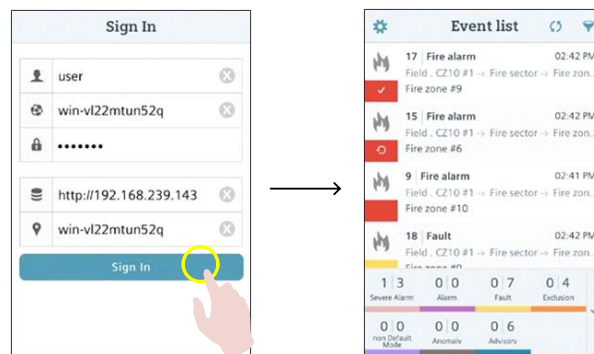 Sign In
user
win-vl22mtun52q
•••••••
http://192.168.239.143
win-vl22mtun52q
Sign In
Event list
17 Fire alarm 02:42 PM
Field . CZ10 #1 → Fire sector → Fire zon...
Fire zone #9
15 Fire alarm 02:42 PM
Field . CZ10 #1 → Fire sector → Fire zon...
Fire zone #6
9 Fire alarm 02:41 PM
Field . CZ10 #1 → Fire sector → Fire zon...
Fire zone #10
18 Fault 02:42 PM
Field . CZ10 #1 → Fire sector → Fire zon...
1 3 0 0 0 7 0 4
Severe Alarm Alarm Fault Exclusion
0 0 0 0 0 6
non Default Mode Anomaly Advisory